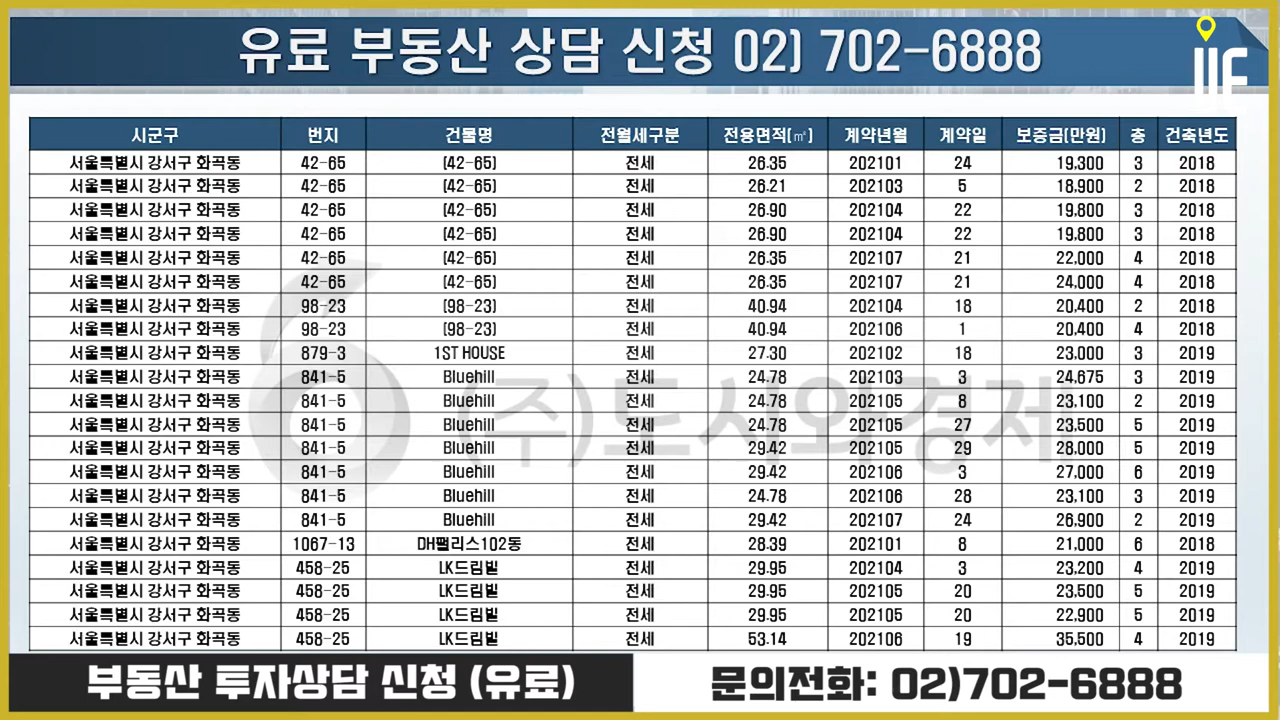 유료 부동산 상담 신청 02) 702-6888
시군구 번지 건물명 전월세구분 전용면적(㎡) 계약년월 계약일 보증금(만원) 층 건축년도
서울특별시 강서구 화곡동 42-65 (42-65) 전세 26.35 202101 24 19,300 3 2018
서울특별시 강서구 화곡동 42-65 (42-65) 전세 26.21 202103 5 18,900 2 2018
서울특별시 강서구 화곡동 42-65 (42-65) 전세 26.90 202104 22 19,800 3 2018
서울특별시 강서구 화곡동 42-65 (42-65) 전세 26.90 202104 22 19,800 3 2018
서울특별시 강서구 화곡동 42-65 (42-65) 전세 26.35 202107 21 22,000 4 2018
서울특별시 강서구 화곡동 42-65 (42-65) 전세 26.35 202107 21 24,000 4 2018
서울특별시 강서구 화곡동 98-23 (98-23) 전세 40.94 202104 18 20,400 2 2018
서울특별시 강서구 화곡동 98-23 (98-23) 전세 40.94 202106 1 20,400 4 2018
서울특별시 강서구 화곡동 879-3 1ST HOUSE 전세 27.30 202102 18 23,000 3 2019
서울특별시 강서구 화곡동 841-5 Bluehill 전세 24.78 202103 3 24,675 3 2019
서울특별시 강서구 화곡동 841-5 Bluehill 전세 24.78 202105 8 23,100 2 2019
서울특별시 강서구 화곡동 841-5 Bluehill 전세 24.78 202105 27 23,500 5 2019
서울특별시 강서구 화곡동 841-5 Bluehill 전세 29.42 202105 29 28,000 5 2019
서울특별시 강서구 화곡동 841-5 Bluehill 전세 29.42 202106 3 27,000 6 2019
서울특별시 강서구 화곡동 841-5 Bluehill 전세 24.78 202106 28 23,100 3 2019
서울특별시 강서구 화곡동 841-5 Bluehill 전세 29.42 202107 24 26,900 2 2019
서울특별시 강서구 화곡동 1067-13 DH팰리스102동 전세 28.39 202101 8 21,000 6 2018
서울특별시 강서구 화곡동 458-25 LK드림빌 전세 29.95 202104 3 23,200 4 2019
서울특별시 강서구 화곡동 458-25 LK드림빌 전세 29.95 202105 20 23,500 5 2019
서울특별시 강서구 화곡동 458-25 LK드림빌 전세 29.95 202105 20 22,900 5 2019
서울특별시 강서구 화곡동 458-25 LK드림빌 전세 53.14 202106 19 35,500 4 2019
(주)도시와경제
부동산 투자상담 신청 (유료) 문의전화: 02)702-6888